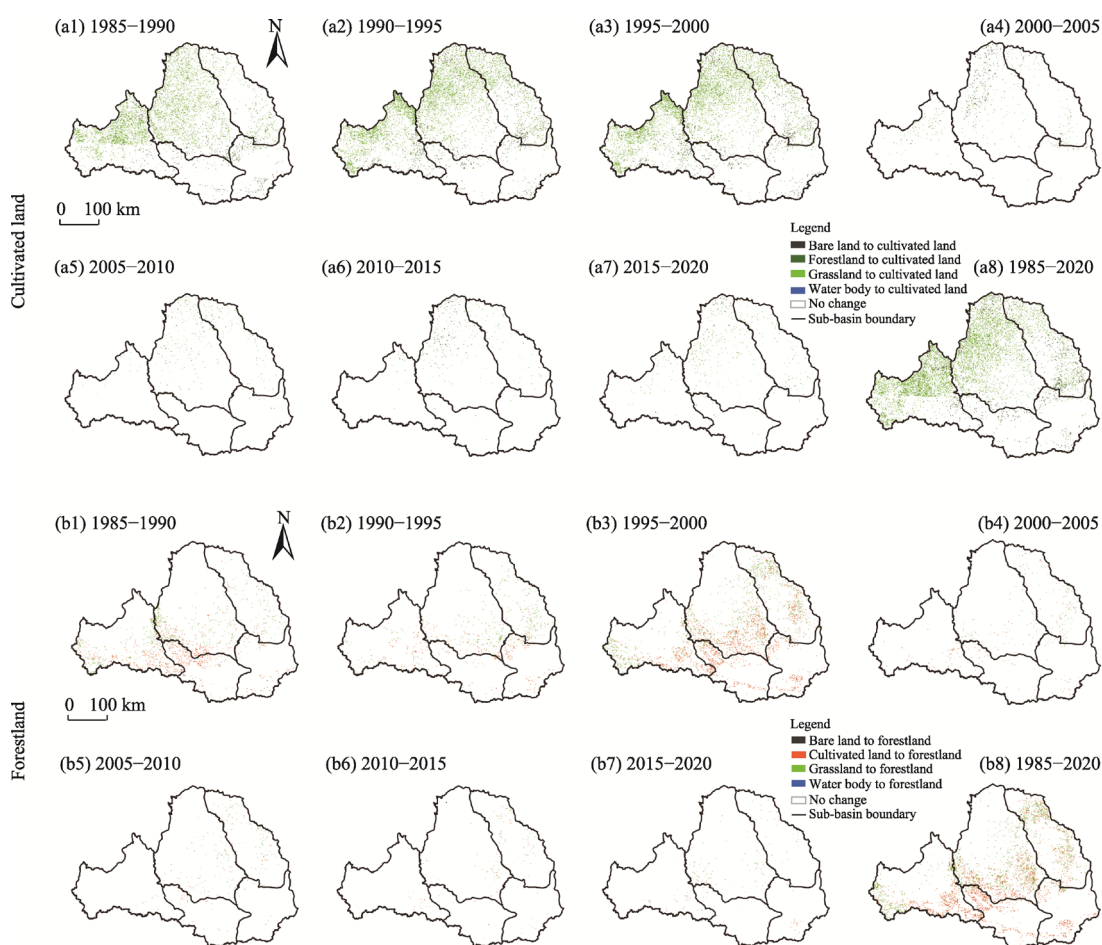 (a1) 1985−1990
N
(a2) 1990−1995
(a3) 1995−2000
(a4) 2000−2005
Cultivated land
0 100 km
Legend
Bare land to cultivated land
Forestland to cultivated land
Grassland to cultivated land
Water body to cultivated land
No change
Sub-basin boundary
(a5) 2005−2010
(a6) 2010−2015
(a7) 2015−2020
(a8) 1985−2020
(b1) 1985−1990
N
(b2) 1990−1995
(b3) 1995−2000
(b4) 2000−2005
Forestland
0 100 km
Legend
Bare land to forestland
Cultivated land to forestland
Grassland to forestland
Water body to forestland
No change
Sub-basin boundary
(b5) 2005−2010
(b6) 2010−2015
(b7) 2015−2020
(b8) 1985−2020